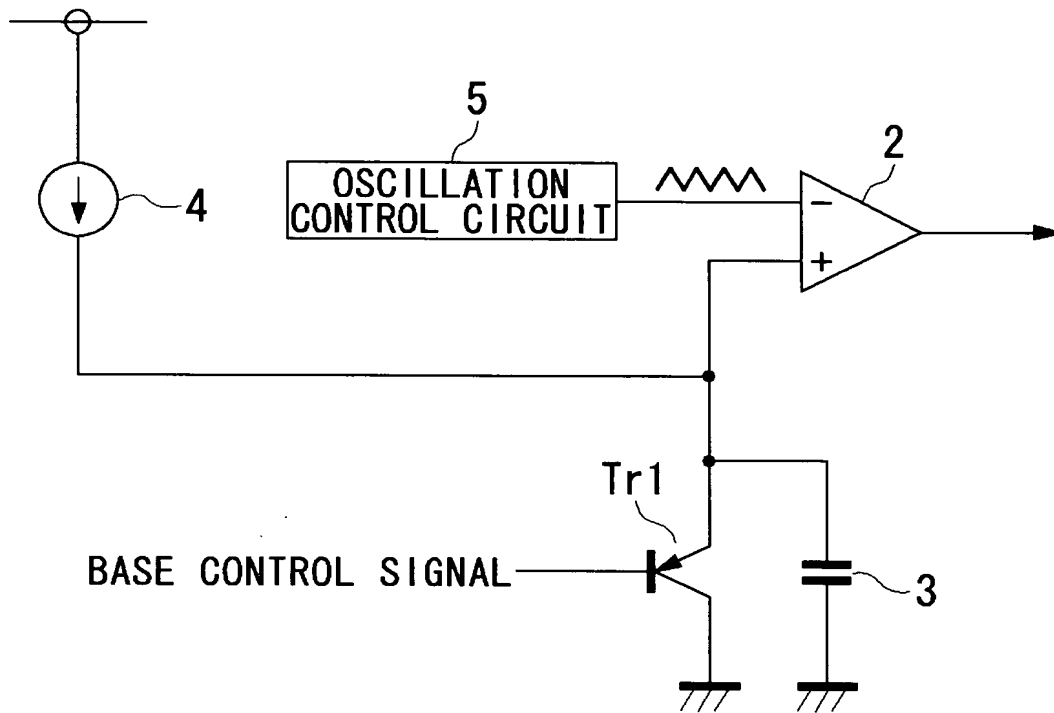 5
OSCILLATION
CONTROL CIRCUIT
2
4
−
+
Tr1
BASE CONTROL SIGNAL
3